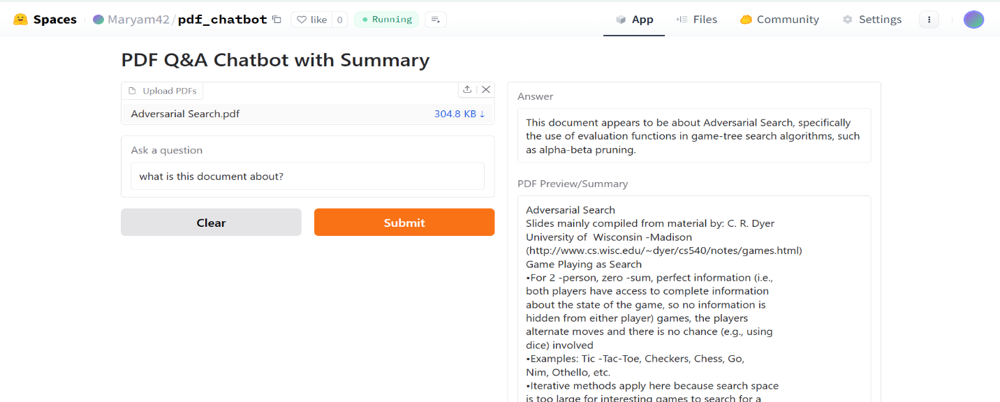 Spaces
Maryam42/pdf_chatbot
like 0
Running
App
Files
Community
Settings
PDF Q&A Chatbot with Summary
Upload PDFs
Adversarial Search.pdf
304.8 KB ↓
Ask a question
what is this document about?
Clear
Submit
Answer
This document appears to be about Adversarial Search, specifically
the use of evaluation functions in game-tree search algorithms, such
as alpha-beta pruning.
PDF Preview/Summary
Adversarial Search
Slides mainly compiled from material by: C. R. Dyer
University of  Wisconsin -Madison
(http://www.cs.wisc.edu/~dyer/cs540/notes/games.html)
Game Playing as Search
•For 2 -person, zero -sum, perfect information (i.e.,
both players have access to complete information
about the state of the game, so no information is
hidden from either player) games, the players
alternate moves and there is no chance (e.g., using
dice) involved
•Examples: Tic -Tac-Toe, Checkers, Chess, Go,
Nim, Othello, etc.
•Iterative methods apply here because search space
is too large for interesting games to search for a